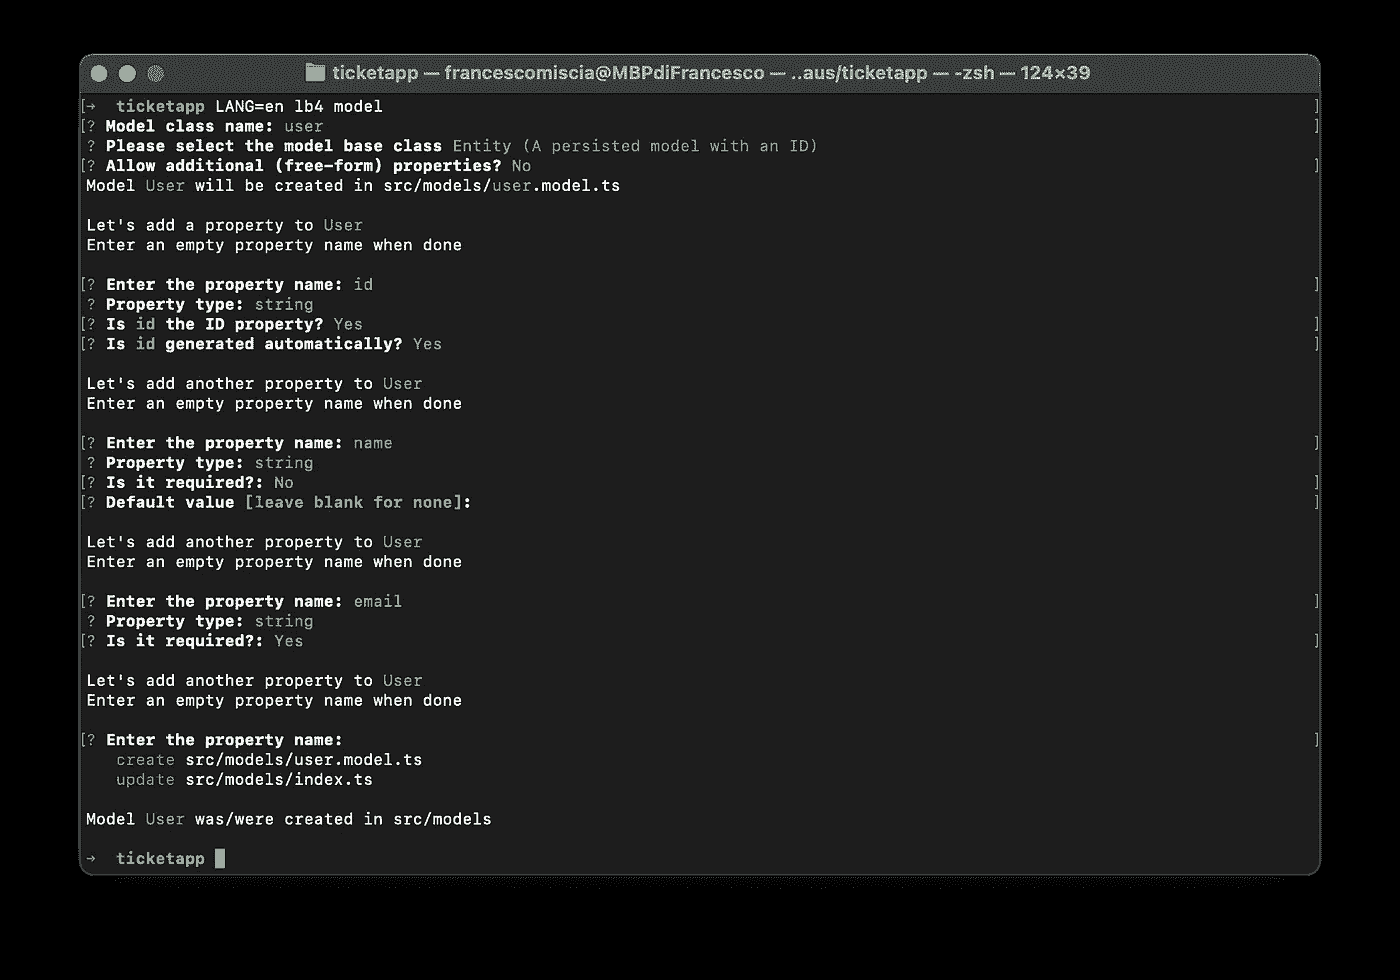 ticketapp — francescomiscia@MBPdiFrancesco — ..aus/ticketapp — -zsh — 124×39
[→  ticketapp LANG=en lb4 model ]
[? Model class name: user ]
? Please select the model base class Entity (A persisted model with an ID)
[? Allow additional (free-form) properties? No ]
Model User will be created in src/models/user.model.ts
Let's add a property to User
Enter an empty property name when done
[? Enter the property name: id ]
? Property type: string
[? Is id the ID property? Yes ]
[? Is id generated automatically? Yes ]
Let's add another property to User
Enter an empty property name when done
[? Enter the property name: name ]
? Property type: string
[? Is it required?: No ]
[? Default value [leave blank for none]: ]
Let's add another property to User
Enter an empty property name when done
[? Enter the property name: email ]
? Property type: string
[? Is it required?: Yes ]
Let's add another property to User
Enter an empty property name when done
[? Enter the property name: ]
create src/models/user.model.ts
update src/models/index.ts
Model User was/were created in src/models
→  ticketapp